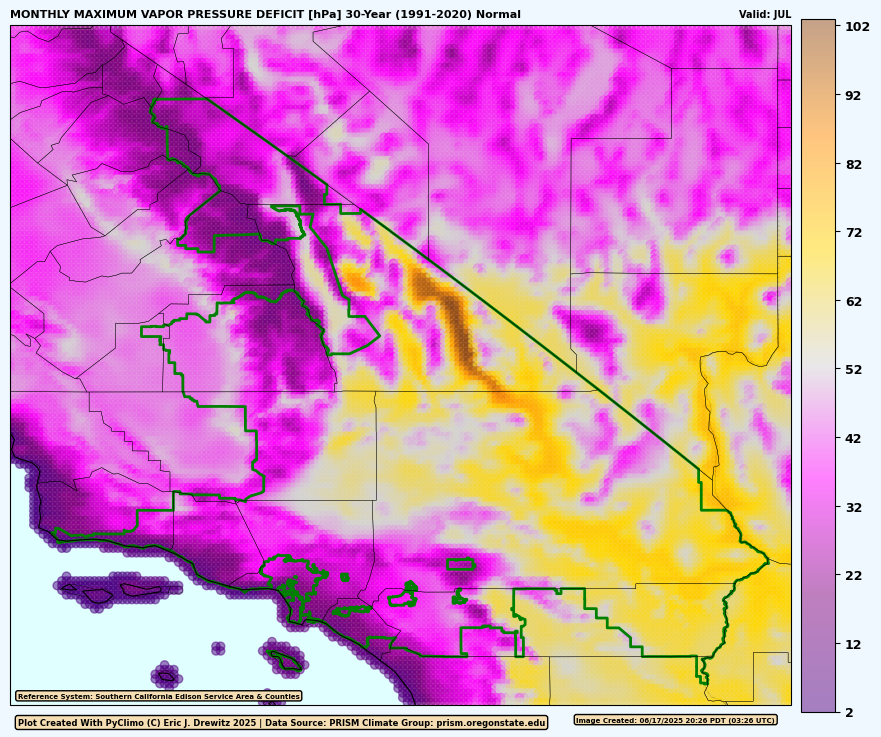 MONTHLY MAXIMUM VAPOR PRESSURE DEFICIT [hPa] 30-Year (1991-2020) Normal
Valid: JUL
102
92
82
72
62
52
42
32
22
12
2
Reference System: Southern California Edison Service Area & Counties
Plot Created With PyClimo (C) Eric J. Drewitz 2025 | Data Source: PRISM Climate Group: prism.oregonstate.edu
Image Created: 06/17/2025 20:26 PDT (03:26 UTC)